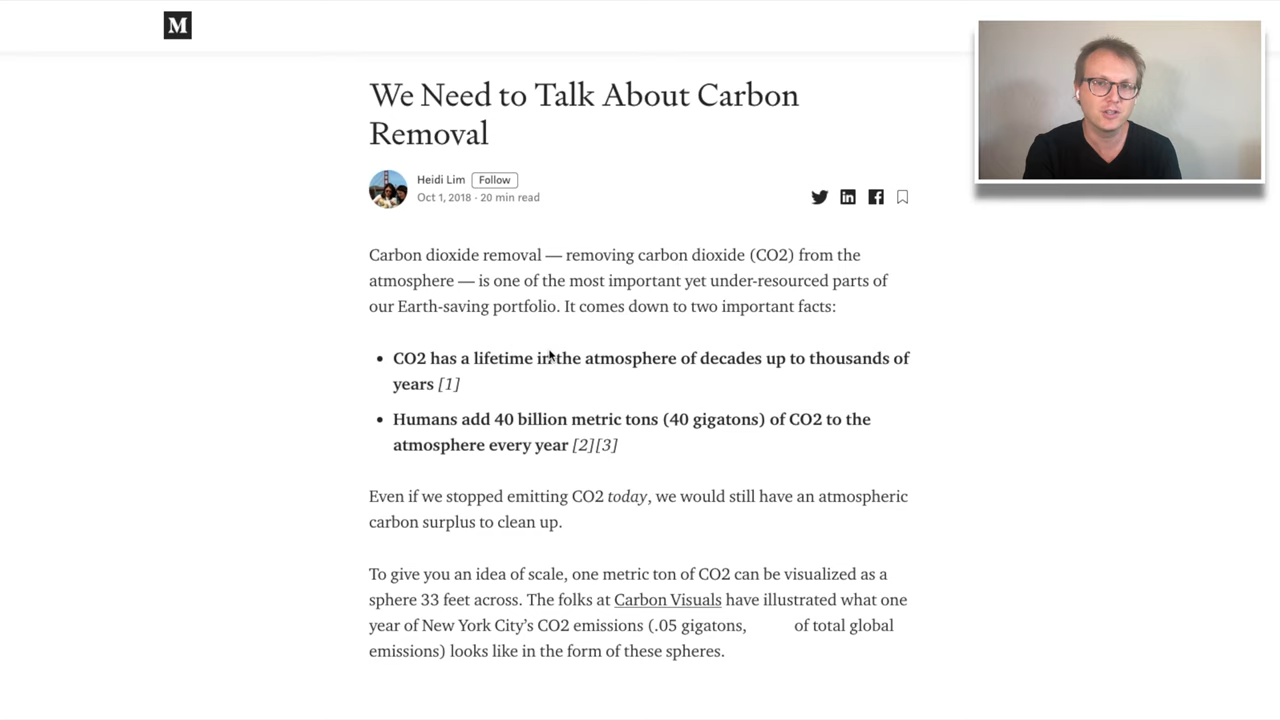 M
We Need to Talk About Carbon
Removal
Heidi Lim Follow
Oct 1, 2018 · 20 min read
Carbon dioxide removal — removing carbon dioxide (CO2) from the
atmosphere — is one of the most important yet under-resourced parts of
our Earth-saving portfolio. It comes down to two important facts:
• CO2 has a lifetime in the atmosphere of decades up to thousands of
years [1]
• Humans add 40 billion metric tons (40 gigatons) of CO2 to the
atmosphere every year [2][3]
Even if we stopped emitting CO2 today, we would still have an atmospheric
carbon surplus to clean up.
To give you an idea of scale, one metric ton of CO2 can be visualized as a
sphere 33 feet across. The folks at Carbon Visuals have illustrated what one
year of New York City’s CO2 emissions (.05 gigatons, of total global
emissions) looks like in the form of these spheres.